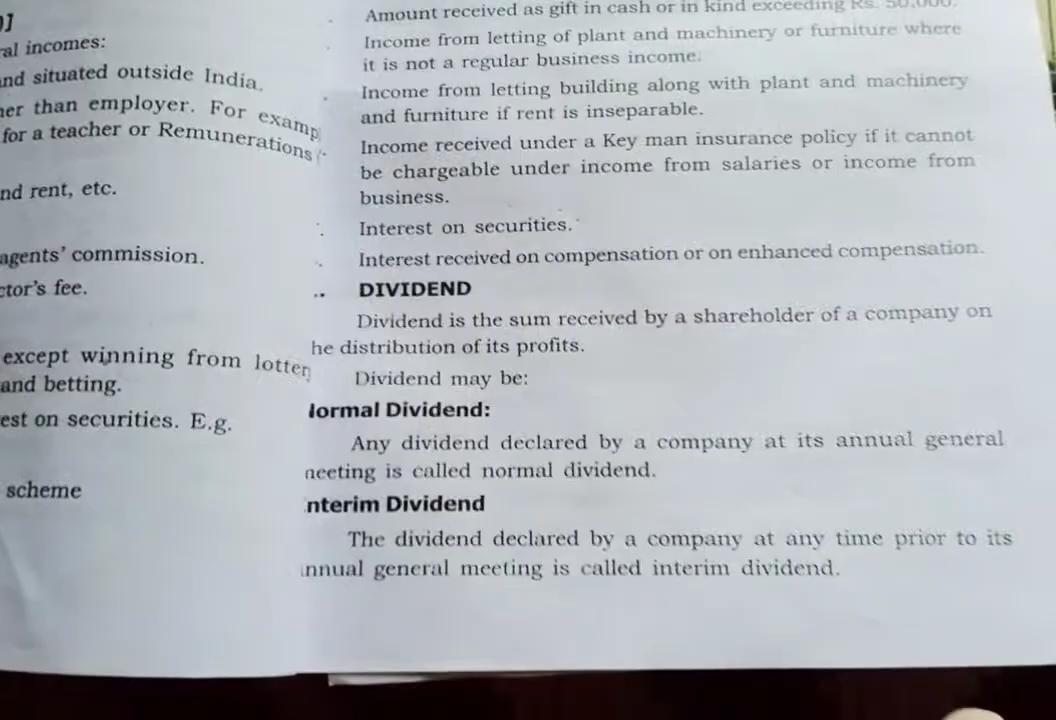 0]
al incomes:
nd situated outside India.
her than employer. For examp
for a teacher or Remunerations
nd rent, etc.
agents' commission.
ctor's fee.
except winning from lotter
and betting.
est on securities. E.g.
scheme
Amount received as gift in cash or in kind exceeding Rs. 50,000.
Income from letting of plant and machinery or furniture where
it is not a regular business income.
Income from letting building along with plant and machinery
and furniture if rent is inseparable.
Income received under a Key man insurance policy if it cannot
be chargeable under income from salaries or income from
business.
Interest on securities.
Interest received on compensation or on enhanced compensation.
DIVIDEND
Dividend is the sum received by a shareholder of a company on
he distribution of its profits.
Dividend may be:
ormal Dividend:
Any dividend declared by a company at its annual general
eeting is called normal dividend.
nterim Dividend
The dividend declared by a company at any time prior to its
nnual general meeting is called interim dividend.